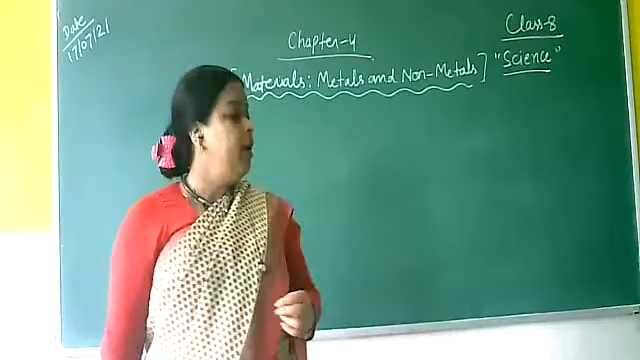 Date
17/07/21
Chapter-4
Class-8
[Materials: Metals and Non-Metals]
"Science"